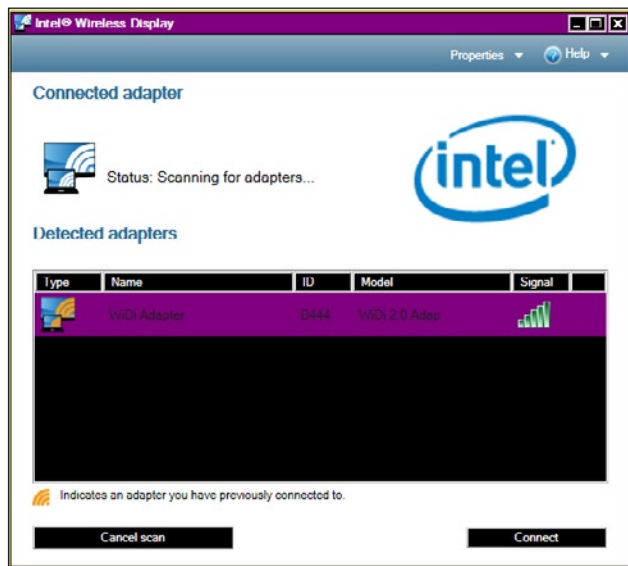 Intel® Wireless Display
Properties Help
Connected adapter
Status: Scanning for adapters...
intel
Detected adapters
Type Name ID Model Signal
WiDi Adapter D444 WiDi 2.0 Adap
Indicates an adapter you have previously connected to.
Cancel scan Connect